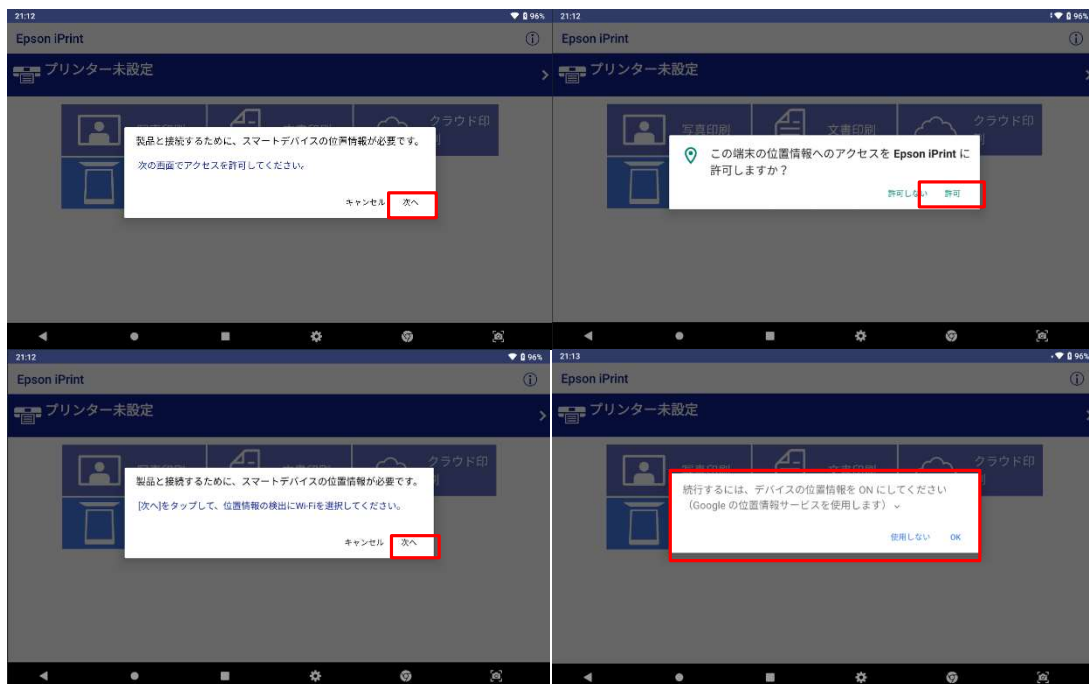 21:12
96%
Epson iPrint
プリンター未設定
クラウド印
製品と接続するために、スマートデバイスの位置情報が必要です。
次の画面でアクセスを許可してください。
キャンセル 次へ
21:12
96%
Epson iPrint
プリンター未設定
写真印刷 文書印刷 クラウド印
刷
この端末の位置情報へのアクセスを Epson iPrint に
許可しますか？
許可しない 許可
21:12
96%
Epson iPrint
プリンター未設定
クラウド印
製品と接続するために、スマートデバイスの位置情報が必要です。
[次へ]をタップして、位置情報の検出にWi-Fiを選択してください。
キャンセル 次へ
21:13
96%
Epson iPrint
プリンター未設定
クラウド印
続行するには、デバイスの位置情報を ON にしてください
（Google の位置情報サービスを使用します）
使用しない OK